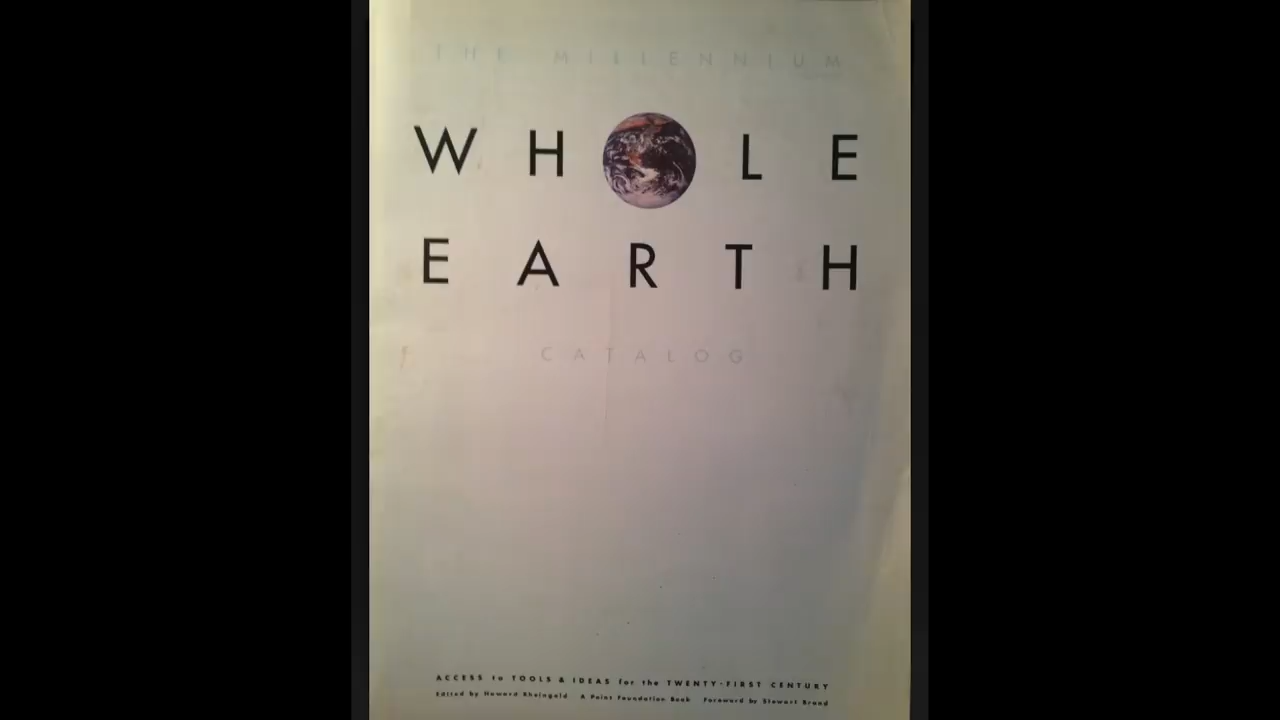 THE MILLENNIUM
WHOLE
EARTH
CATALOG
ACCESS to TOOLS & IDEAS for the TWENTY-FIRST CENTURY
Edited by Howard Rheingold A Point Foundation Book Foreword by Stewart Brand